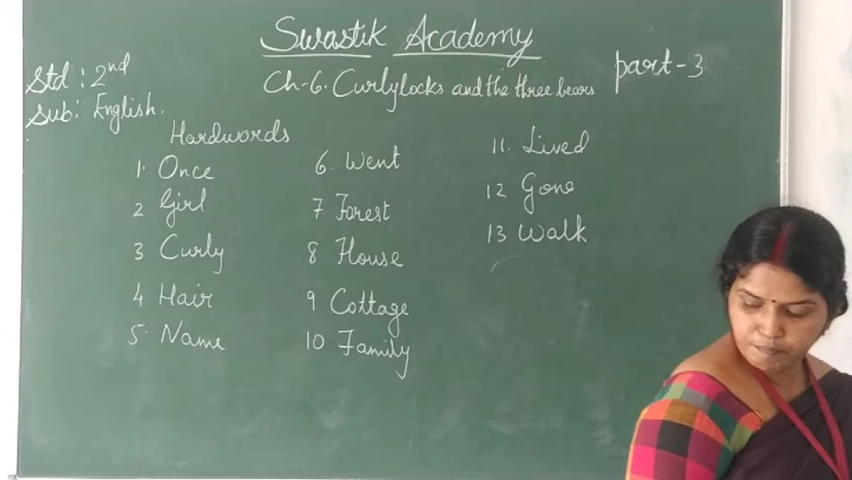 Swastik Academy
Std : 2nd
Ch-6. Curlylocks and the three bears
part-3
Sub: English.
Hardwords
1. Once
2 Girl
3. Curly
4 Hair
5. Name
6. Went
7 Forest
8 House
9 Cottage
10 Family
11. Lived
12 Gone
13 Walk